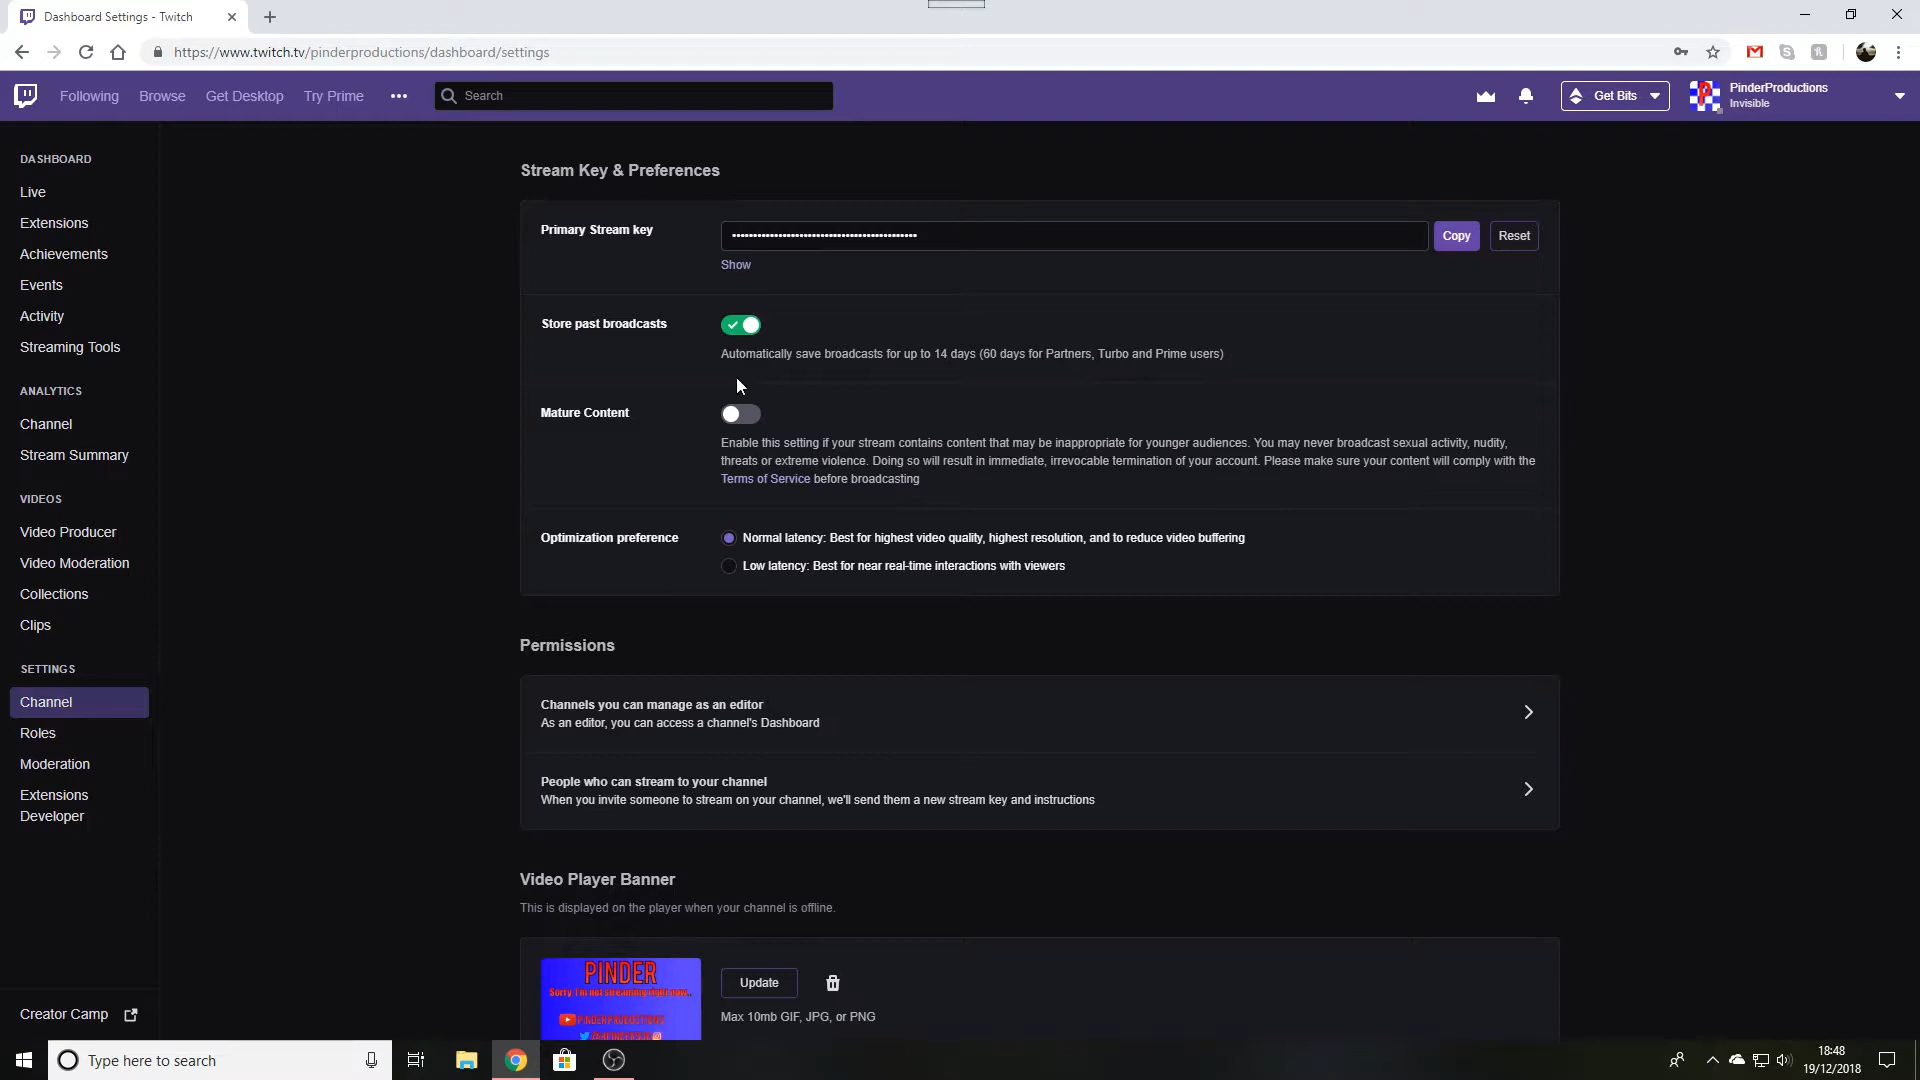 Dashboard Settings - Twitch
https://www.twitch.tv/pinderproductions/dashboard/settings
Following
Browse
Get Desktop
Try Prime
Search
Get Bits
PinderProductions
Invisible
DASHBOARD
Live
Extensions
Achievements
Events
Activity
Streaming Tools
ANALYTICS
Channel
Stream Summary
VIDEOS
Video Producer
Video Moderation
Collections
Clips
SETTINGS
Channel
Roles
Moderation
Extensions
Developer
Creator Camp
Stream Key & Preferences
Primary Stream key
Copy
Reset
Show
Store past broadcasts
Automatically save broadcasts for up to 14 days (60 days for Partners, Turbo and Prime users)
Mature Content
Enable this setting if your stream contains content that may be inappropriate for younger audiences. You may never broadcast sexual activity, nudity,
threats or extreme violence. Doing so will result in immediate, irrevocable termination of your account. Please make sure your content will comply with the
Terms of Service before broadcasting
Optimization preference
Normal latency: Best for highest video quality, highest resolution, and to reduce video buffering
Low latency: Best for near real-time interactions with viewers
Permissions
Channels you can manage as an editor
As an editor, you can access a channel's Dashboard
People who can stream to your channel
When you invite someone to stream on your channel, we'll send them a new stream key and instructions
Video Player Banner
This is displayed on the player when your channel is offline.
PINDER
Sorry, I'm not streaming right now...
PINDERPRODUCTIONS
Update
Max 10mb GIF, JPG, or PNG
Type here to search
18:48
19/12/2018